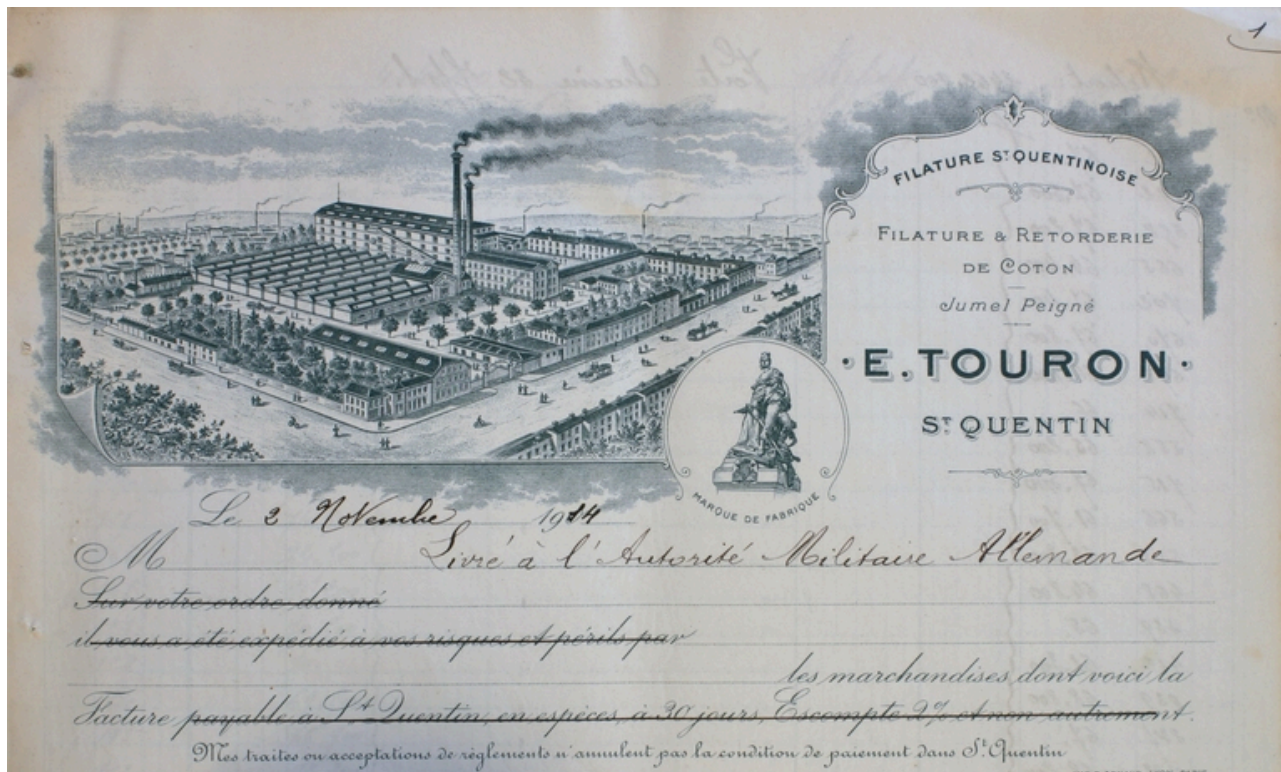 1
FILATURE ST QUENTINOISE
FILATURE & RETORDERIE
DE COTON
Jumel Peigné
· E. TOURON ·
ST QUENTIN
MARQUE DE FABRIQUE
Le 2 Novembre 1914
M Livré à l' Autorité Militaire Allemande
Sur votre ordre donné
il vous a été expédié à vos risques et périls par
les marchandises dont voici la
Facture payable à St Quentin, en espèces, à 30 jours, Escompte 2% et non autrement.
Mes traites ou acceptations de règlements n'annulent pas la condition de paiement dans St Quentin